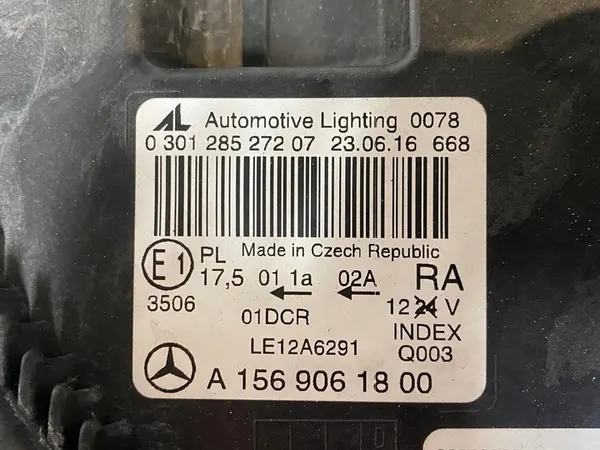 AL Automotive Lighting 0078
0 301 285 272 07 23.06.16 668
Made in Czech Republic
E1 PL
17,5 01 1a 02A RA
3506 01DCR 12 24 V
INDEX
LE12A6291 Q003
A 156 906 18 00